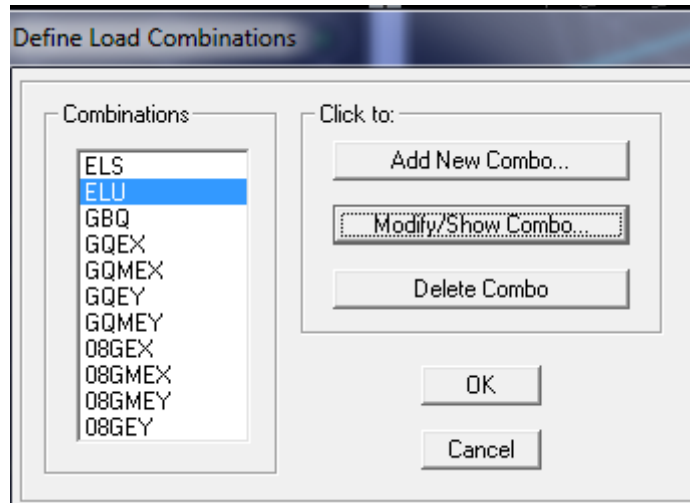 Define Load Combinations
Combinations
ELS
ELU
GBQ
GQEX
GQMEX
GQEY
GQMEY
08GEX
08GMEX
08GMEY
08GEY
Click to:
Add New Combo...
Modify/Show Combo...
Delete Combo
OK
Cancel